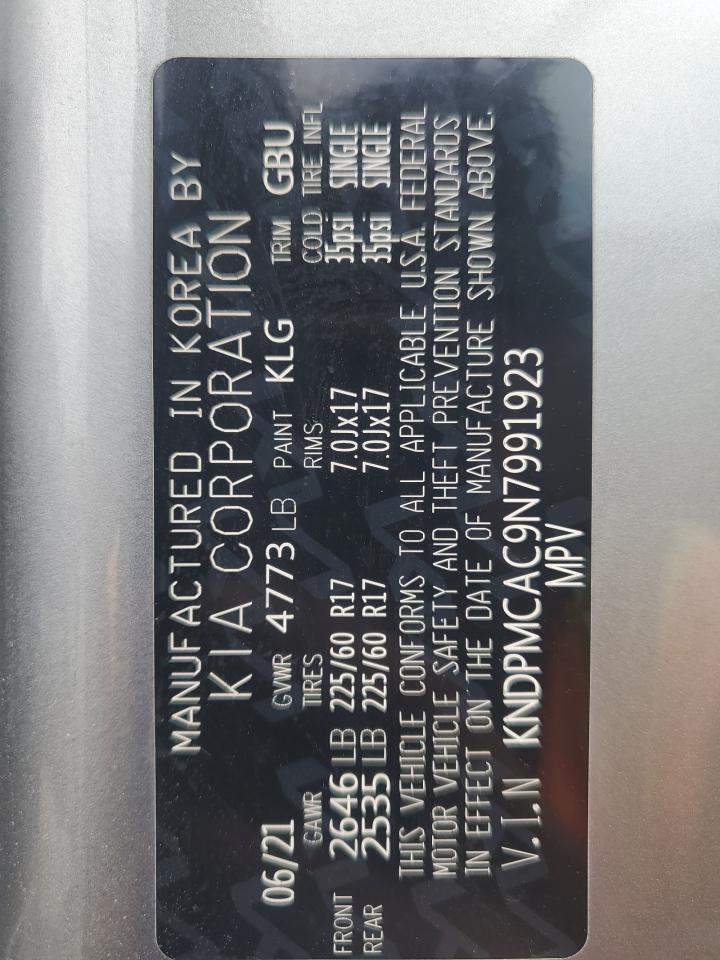 MANUFACTURED IN KOREA BY
KIA CORPORATION
06/21 GVWR 4773 LB PAINT KLG TRIM GBU
GAWR TIRES RIMS COLD TIRE INFL
FRONT 2646 LB 225/60 R17 7.0Jx17 35psi SINGLE
REAR 2535 LB 225/60 R17 7.0Jx17 35psi SINGLE
THIS VEHICLE CONFORMS TO ALL APPLICABLE U.S.A. FEDERAL
MOTOR VEHICLE SAFETY AND THEFT PREVENTION STANDARDS
IN EFFECT ON THE DATE OF MANUFACTURE SHOWN ABOVE.
V.I.N KNDPMCAC9N7991923
MPV